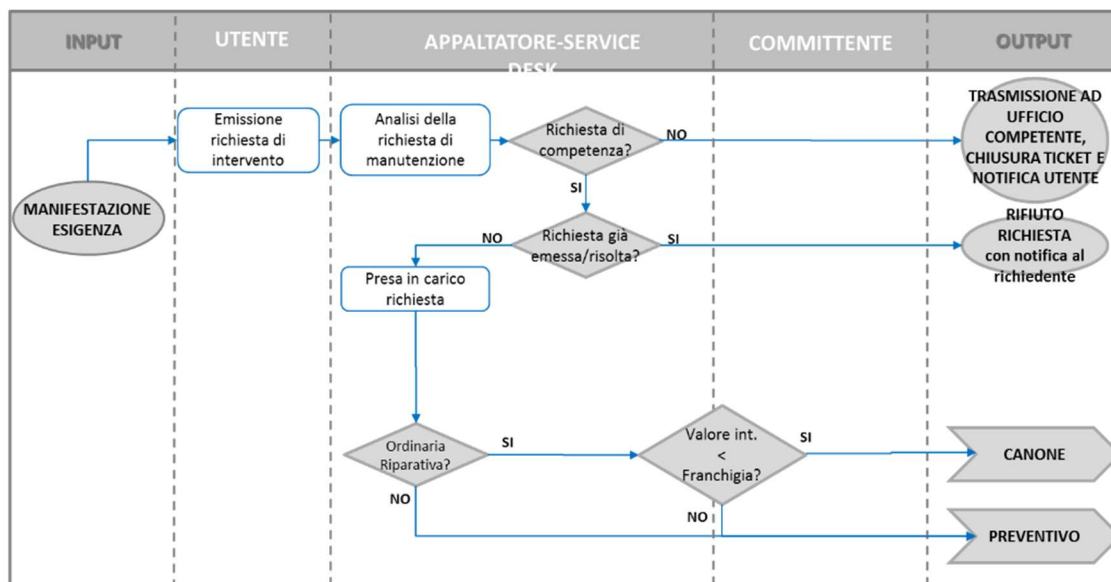 INPUT
UTENTE
APPALTATORE-SERVICE
DESK
COMMITTENTE
OUTPUT
Emissione
richiesta di
intervento
Analisi della
richiesta di
manutenzione
Richiesta di
competenza?
NO
TRASMISSIONE AD
UFFICIO
COMPETENTE,
CHIUSURA TICKET E
NOTIFICA UTENTE
SI
MANIFESTAZIONE
ESIGENZA
NO
Richiesta già
emessa/risolta?
SI
RIFIUTO
RICHIESTA
con notifica al
richiedente
Presa in carico
richiesta
Ordinaria
Riparativa?
SI
Valore int.
<
Franchigia?
SI
CANONE
NO
NO
PREVENTIVO